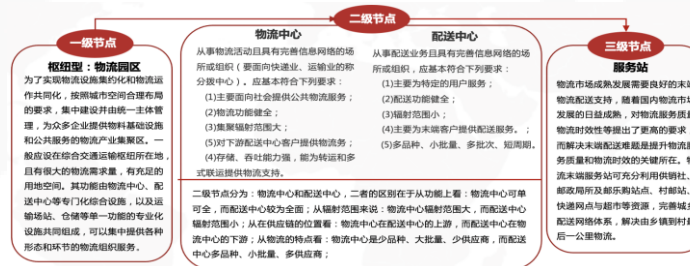 二级节点
一级节点
枢纽型：物流园区
为了实现物流设施集约化和物流运
作共同化，按照城市空间合理布局
的要求，集中建设并由统一主体管
理，为众多企业提供物料基础设施
和公共服务的物流产业集聚区。一
般应设在综合交通运输枢纽所在地，
且有很大的物流需求量，有充足的
用地空间。其功能由物流中心、配
送中心等专门化综合设施，以及运
输场站、仓储等单一功能的专业化
设施共同组成，可以集中提供各种
形态和环节的物流组织服务。
物流中心
从事物流活动且具有完善信息网络的场
所或组织（要面向快递业、运输业的称
分拨中心）。应基本符合下列要求：
(1)主要面向社会提供公共物流服务；
(2)物流功能健全；
(3)集聚辐射范围大；
(5)对下游配送中心客户提供物流务；
(4)存储、吞吐能力强，能为转运和多
式联运提供物流支持。
配送中心
从事配送业务且具有完善信息网络的场
所或组织，应基本符合下列要求：
(1)主要为特定的用户服务；
(2)配送功能健全；
(3)辐射范围小；
(4)主要为末端客户提供配送服务。；
(5)多品种、小批量、多批次、短周期。
二级节点分为：物流中心和配送中心，二者的区别在于从功能上看：物流中心可单
可全，而配送中心较为全面；从辐射范围来说：物流中心辐射范围大，而配送中心
辐射范围小；从在供应链的位置看：物流中心在配送中心的上游，而配送中心在物
流中心的下游；从物流的特点看：物流中心是少品种、大批量、少供应商，而配送
中心多品种、小批量、多供应商；
三级节点
服务站
物流市场成熟发展需要良好的末端
物流配送支持，随着国内物流市场
发展的日益成熟，对物流服务质量
物流时效性等提出了更高的要求
而解决末端配送难题是提升物流服
务质量和物流时效的关键所在。物
流末端服务站可充分利用供销社、
邮政局所及邮乐购站点、村邮站、
快递网点与超市等资源，完善城乡
配送网络体系，解决由乡镇到村最
后一公里物流。